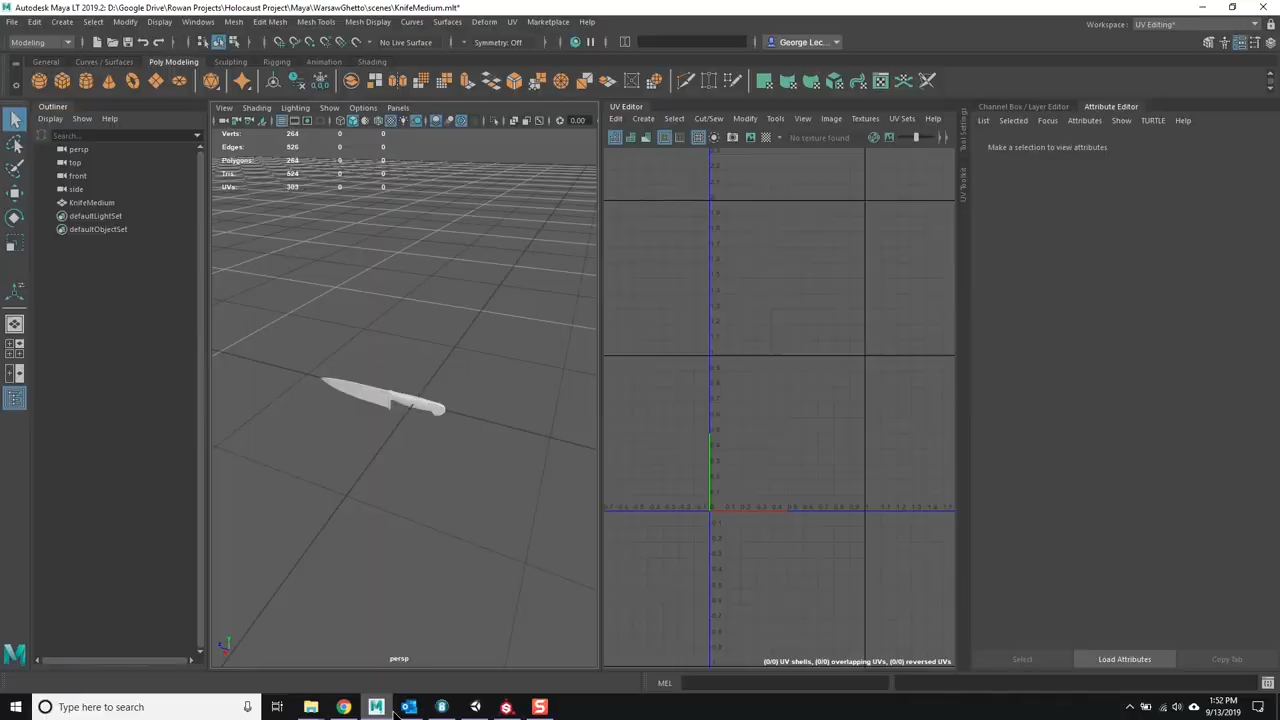 Autodesk Maya LT 2019.2: D:\Google Drive\Rowan Projects\Holocaust Project\Maya\WarsawGhetto\scenes\KnifeMedium.mlt*
File Edit Create Select Modify Display Windows Mesh Edit Mesh Mesh Tools Mesh Display Curves Surfaces Deform UV Marketplace Help
Workspace: UV Editing*
Modeling No Live Surface Symmetry: Off George Lec...
General Curves / Surfaces Poly Modeling Sculpting Rigging Animation Shading
Outliner
Display Show Help
Search...
persp
top
front
side
KnifeMedium
defaultLightSet
defaultObjectSet
View Shading Lighting Show Options Panels
0.00
Verts: 264 0 0
Edges: 526 0 0
Polygons: 264 0 0
Tris: 524 0 0
UVs: 303 0 0
persp
UV Editor
Edit Create Select Cut/Sew Modify Tools View Image Textures UV Sets Help
No texture found
(0/0) UV shells, (0/0) overlapping UVs, (0/0) reversed UVs
Tool Settings
UV Toolkit
Channel Box / Layer Editor Attribute Editor
List Selected Focus Attributes Show TURTLE Help
Make a selection to view attributes
Select Load Attributes Copy Tab
MEL
Type here to search
1:52 PM
9/13/2019